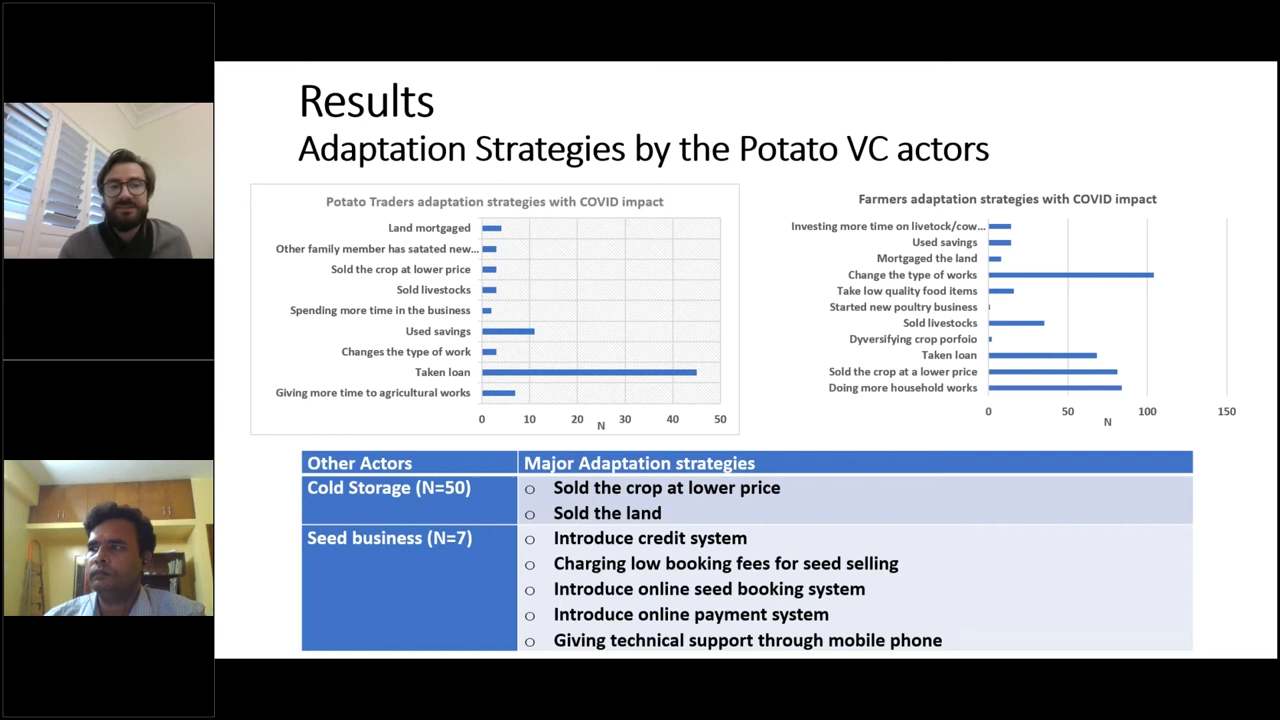 Results
Adaptation Strategies by the Potato VC actors
Potato Traders adaptation strategies with COVID impact
Land mortgaged
Other family member has satated new...
Sold the crop at lower price
Sold livestocks
Spending more time in the business
Used savings
Changes the type of work
Taken loan
Giving more time to agricultural works
0 10 20 30 40 50
N
Farmers adaptation strategies with COVID impact
Investing more time on livetock/cow...
Used savings
Mortgaged the land
Change the type of works
Take low quality food items
Started new poultry business
Sold livestocks
Dyversifying crop porfoio
Taken loan
Sold the crop at a lower price
Doing more household works
0 50 100 150
N
Other Actors Major Adaptation strategies
Cold Storage (N=50) o Sold the crop at lower price
o Sold the land
Seed business (N=7) o Introduce credit system
o Charging low booking fees for seed selling
o Introduce online seed booking system
o Introduce online payment system
o Giving technical support through mobile phone